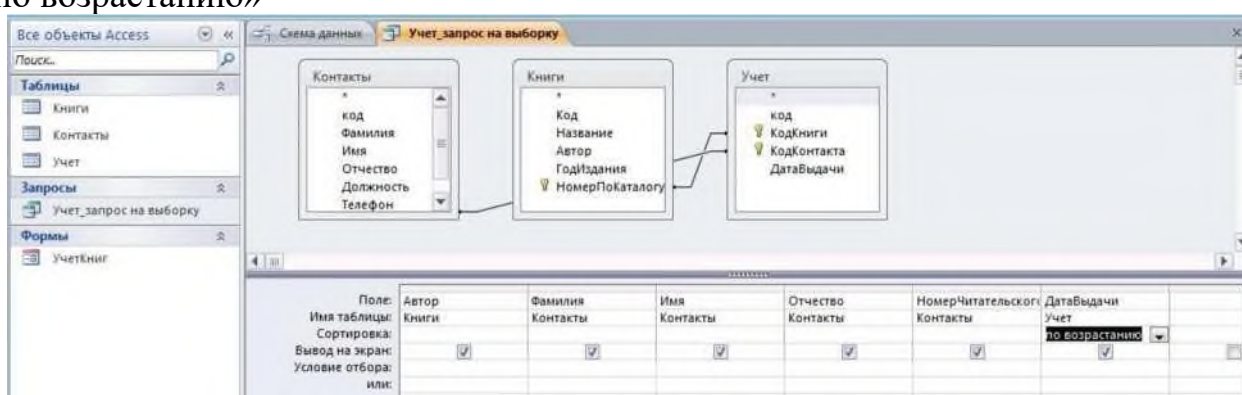 по возрастанию»
Все объекты Access
Поиск...
Таблицы
Книги
Контакты
Учет
Запросы
Учет_запрос на выборку
Формы
УчетКниг
Схема данных
Учет_запрос на выборку
Контакты
*
код
Фамилия
Имя
Отчество
Должность
Телефон
Книги
*
Код
Название
Автор
ГодИздания
НомерПоКаталогу
Учет
*
код
КодКниги
КодКонтакта
ДатаВыдачи
Поле: Автор Фамилия Имя Отчество НомерЧитательского ДатаВыдачи
Имя таблицы: Книги Контакты Контакты Контакты Контакты Учет
Сортировка: по возрастанию
Вывод на экран:
Условие отбора:
или: